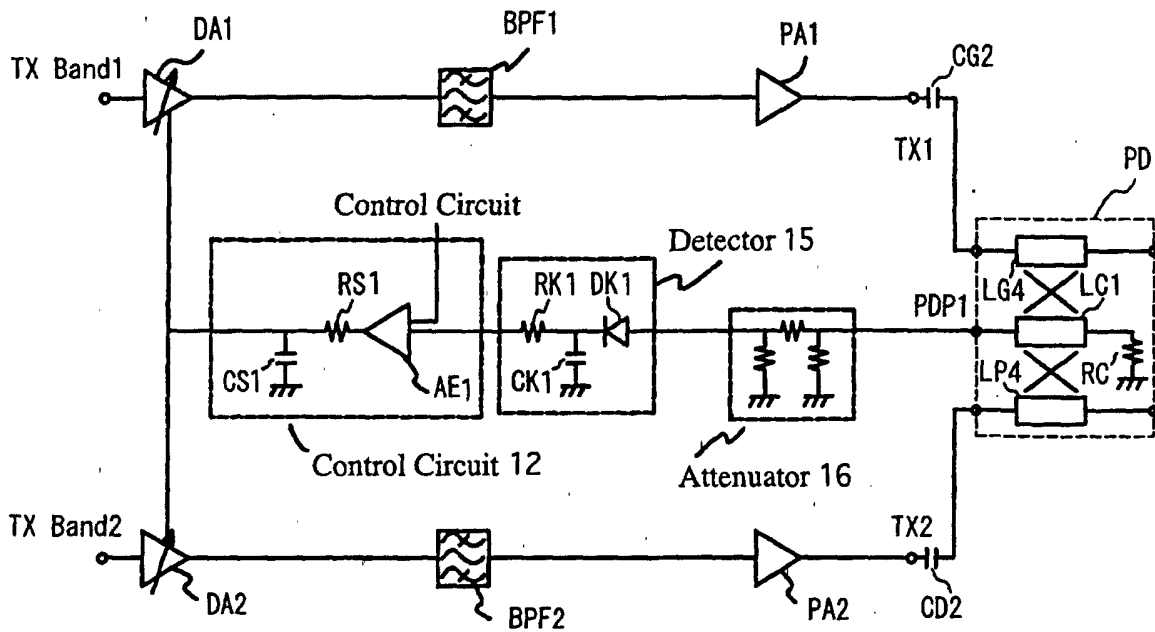 DA1
BPF1
PA1
CG2
TX Band1
TX1
PD
Control Circuit
Detector 15
RS1
RK1
DK1
PDP1
LG4
LC1
CS1
AE1
CK1
LP4
RC
Control Circuit 12
Attenuator 16
TX Band2
TX2
DA2
BPF2
PA2
CD2